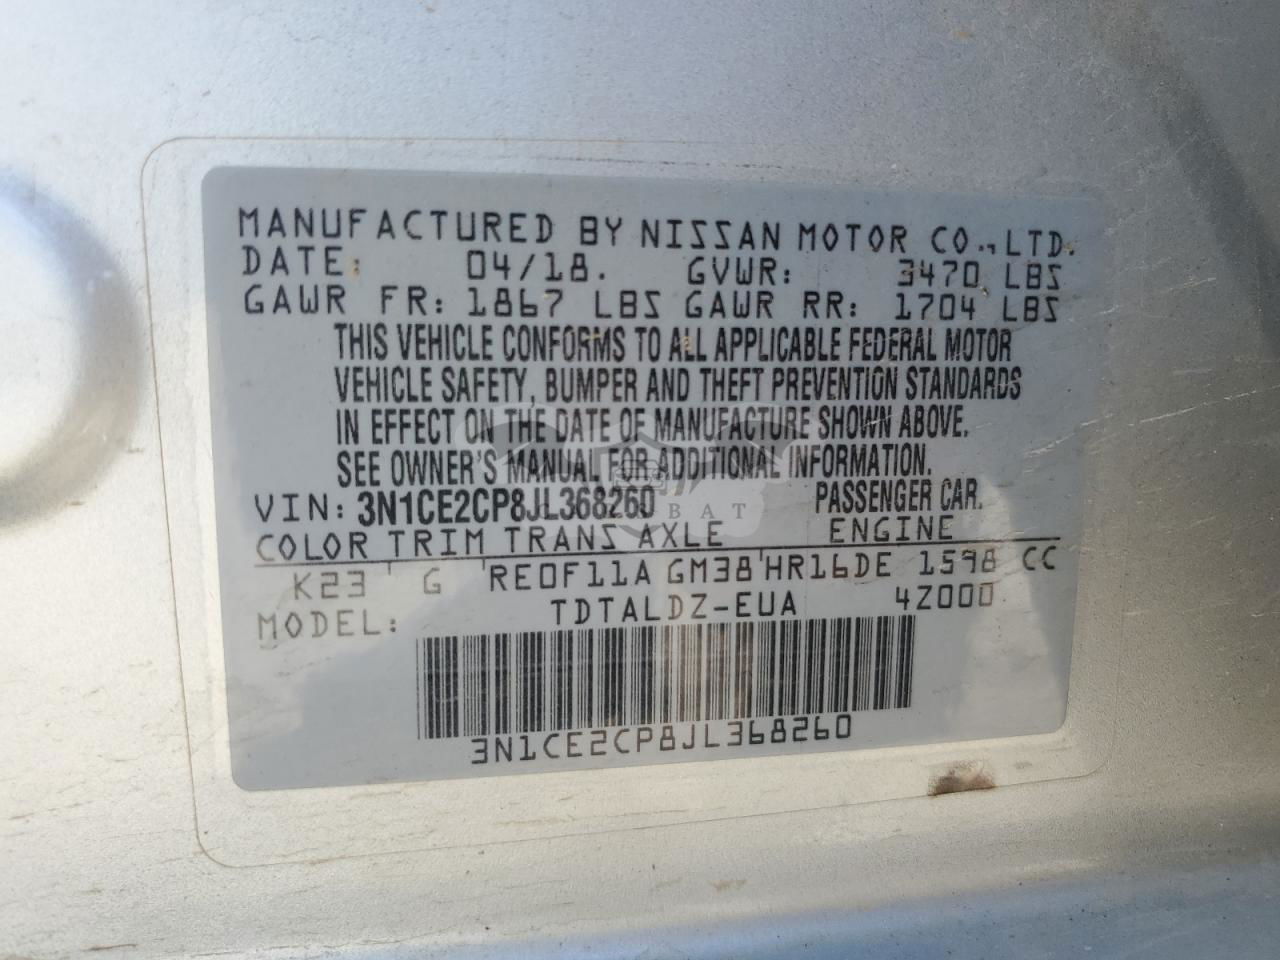 MANUFACTURED BY NISSAN MOTOR CO., LTD.
DATE: 04/18. GVWR: 3470 LBS
GAWR FR: 1867 LBS GAWR RR: 1704 LBS
THIS VEHICLE CONFORMS TO ALL APPLICABLE FEDERAL MOTOR
VEHICLE SAFETY, BUMPER AND THEFT PREVENTION STANDARDS
IN EFFECT ON THE DATE OF MANUFACTURE SHOWN ABOVE.
SEE OWNER'S MANUAL FOR ADDITIONAL INFORMATION.
VIN: 3N1CE2CP8JL368260 PASSENGER CAR.
COLOR TRIM TRANS AXLE ENGINE
K23 G RE0F11A GM38 HR16DE 1598 CC
MODEL: TDTALDZ-EUA 4Z000
3N1CE2CP8JL368260